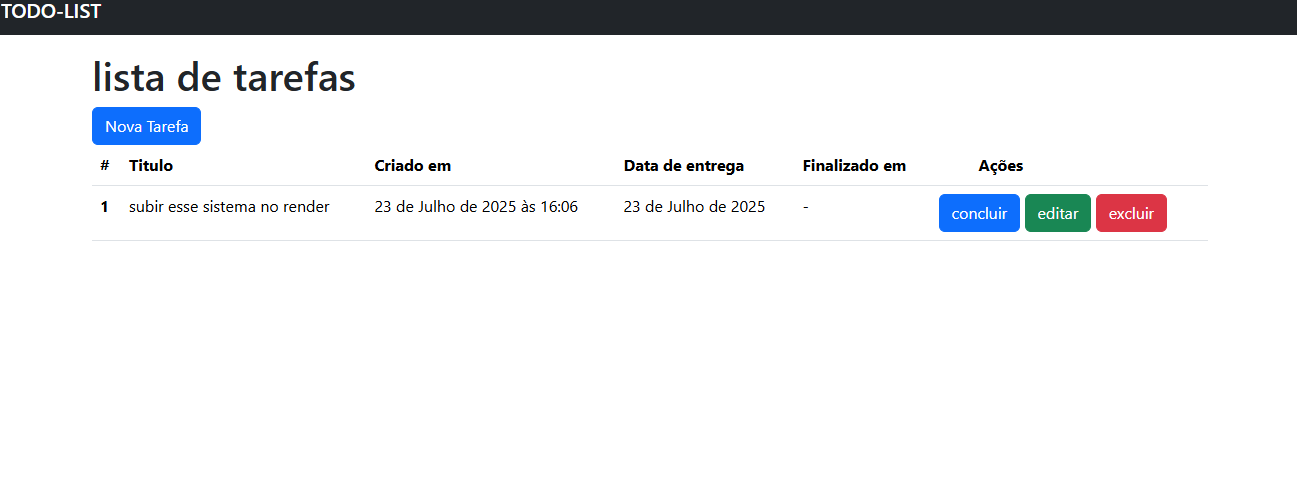 TODO-LIST
lista de tarefas
Nova Tarefa
# Titulo Criado em Data de entrega Finalizado em Ações
1 subir esse sistema no render 23 de Julho de 2025 às 16:06 23 de Julho de 2025 - concluir editar excluir